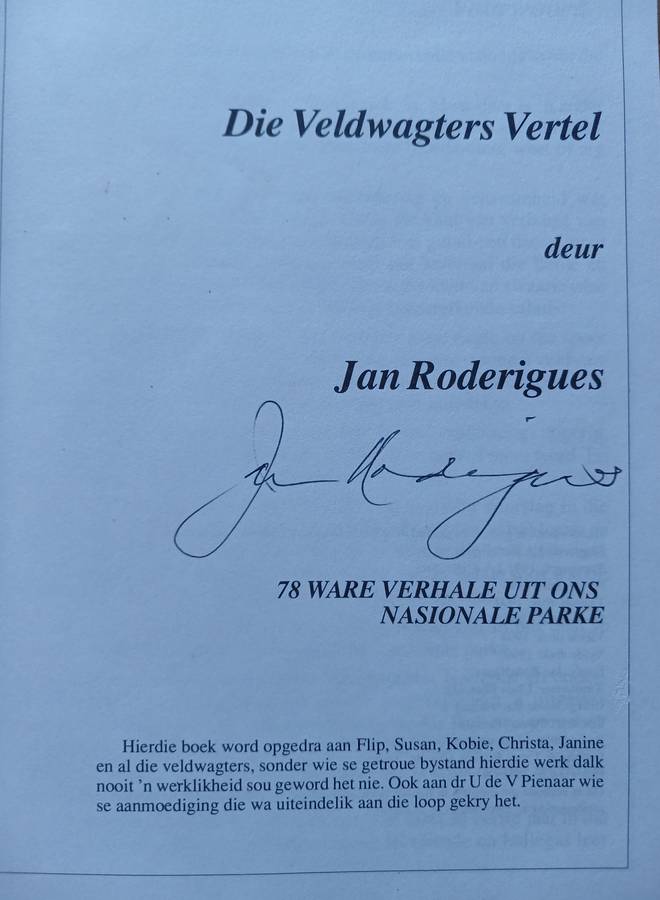 Die Veldwagters Vertel
deur
Jan Roderigues
Jan Roderigues
78 WARE VERHALE UIT ONS
NASIONALE PARKE
Hierdie boek word opgedra aan Flip, Susan, Kobie, Christa, Janine
en al die veldwagters, sonder wie se getroue bystand hierdie werk dalk
nooit 'n werklikheid sou geword het nie. Ook aan dr U de V Pienaar wie
se aanmoediging die wa uiteindelik aan die loop gekry het.